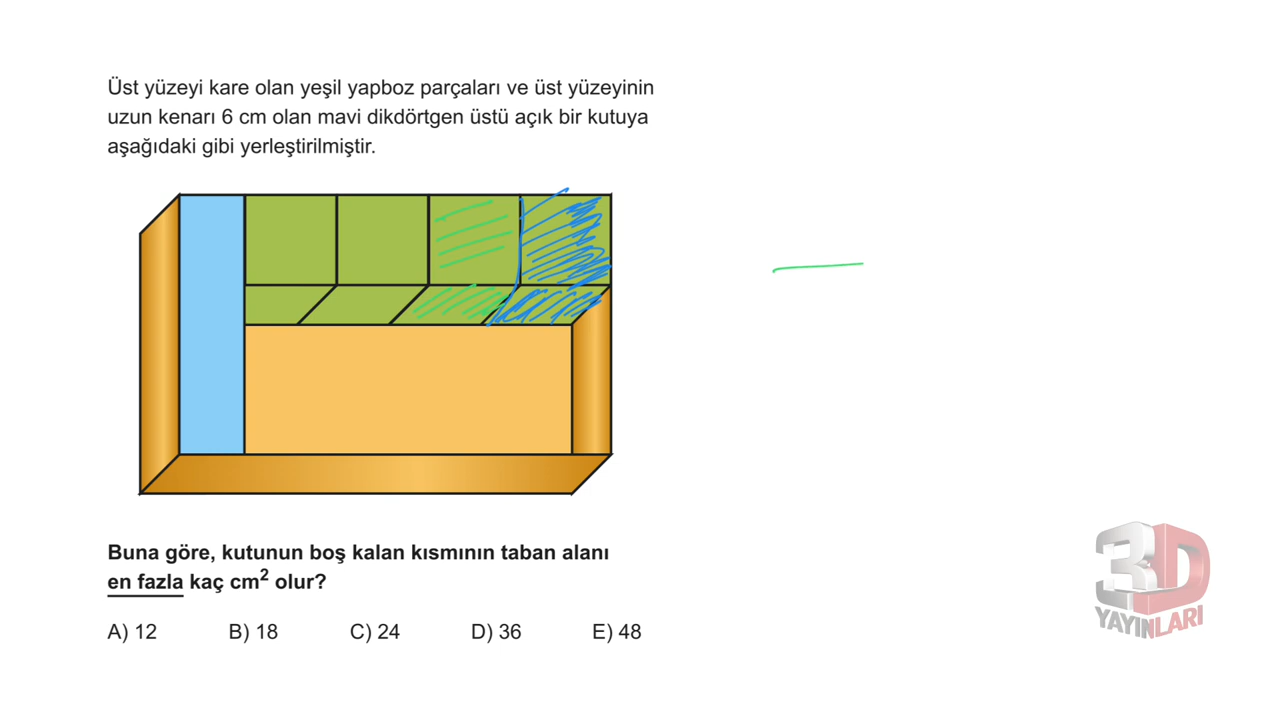 Üst yüzeyi kare olan yeşil yapboz parçaları ve üst yüzeyinin
uzun kenarı 6 cm olan mavi dikdörtgen üstü açık bir kutuya
aşağıdaki gibi yerleştirilmiştir.
Buna göre, kutunun boş kalan kısmının taban alanı
en fazla kaç cm² olur?
A) 12 B) 18 C) 24 D) 36 E) 48
3D
YAYINLARI